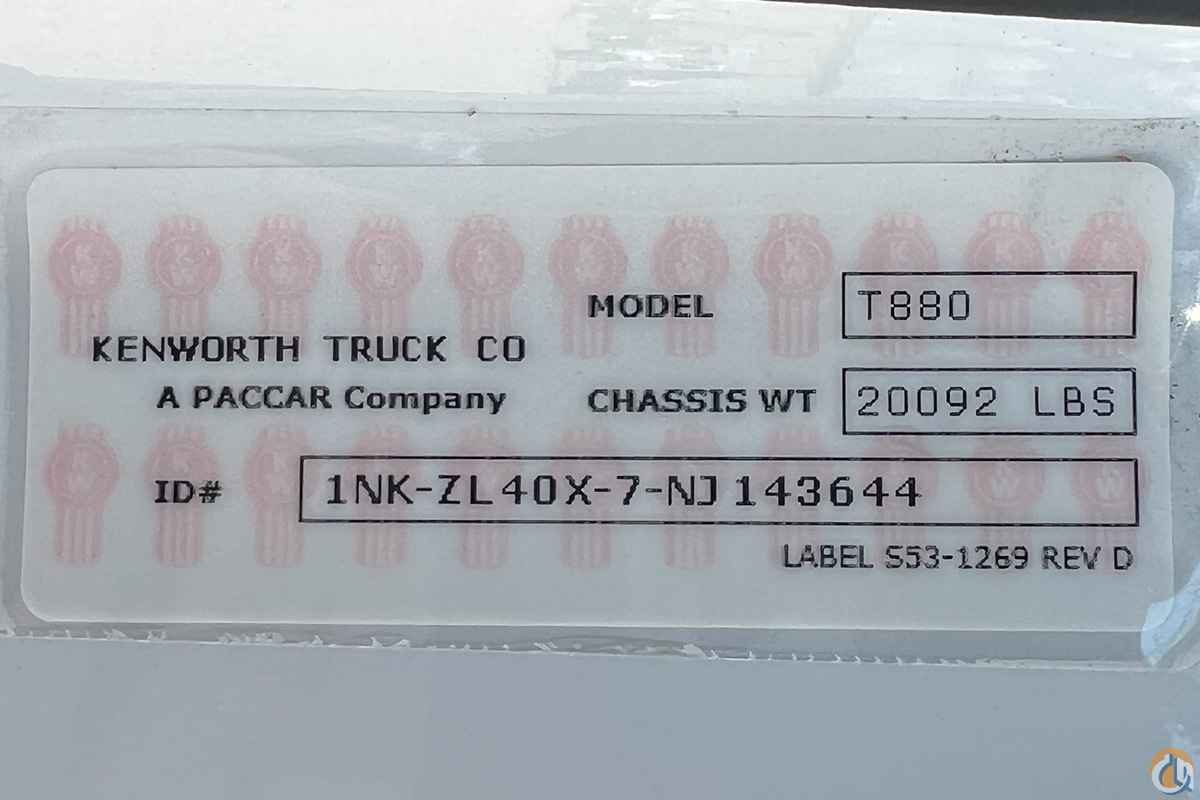 MODEL T880
KENWORTH TRUCK CO
A PACCAR Company
CHASSIS WT 20092 LBS
ID# 1NK-ZL40X-7-NJ143644
LABEL S53-1269 REV D